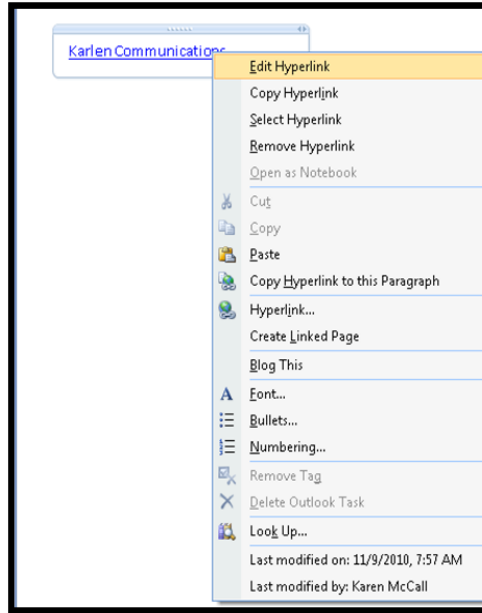 Karlen Communications
Edit Hyperlink
Copy Hyperlink
Select Hyperlink
Remove Hyperlink
Open as Notebook
Cut
Copy
Paste
Copy Hyperlink to this Paragraph
Hyperlink...
Create Linked Page
Blog This
Font...
Bullets...
Numbering...
Remove Tag
Delete Outlook Task
Look Up...
Last modified on: 11/9/2010, 7:57 AM
Last modified by: Karen McCall